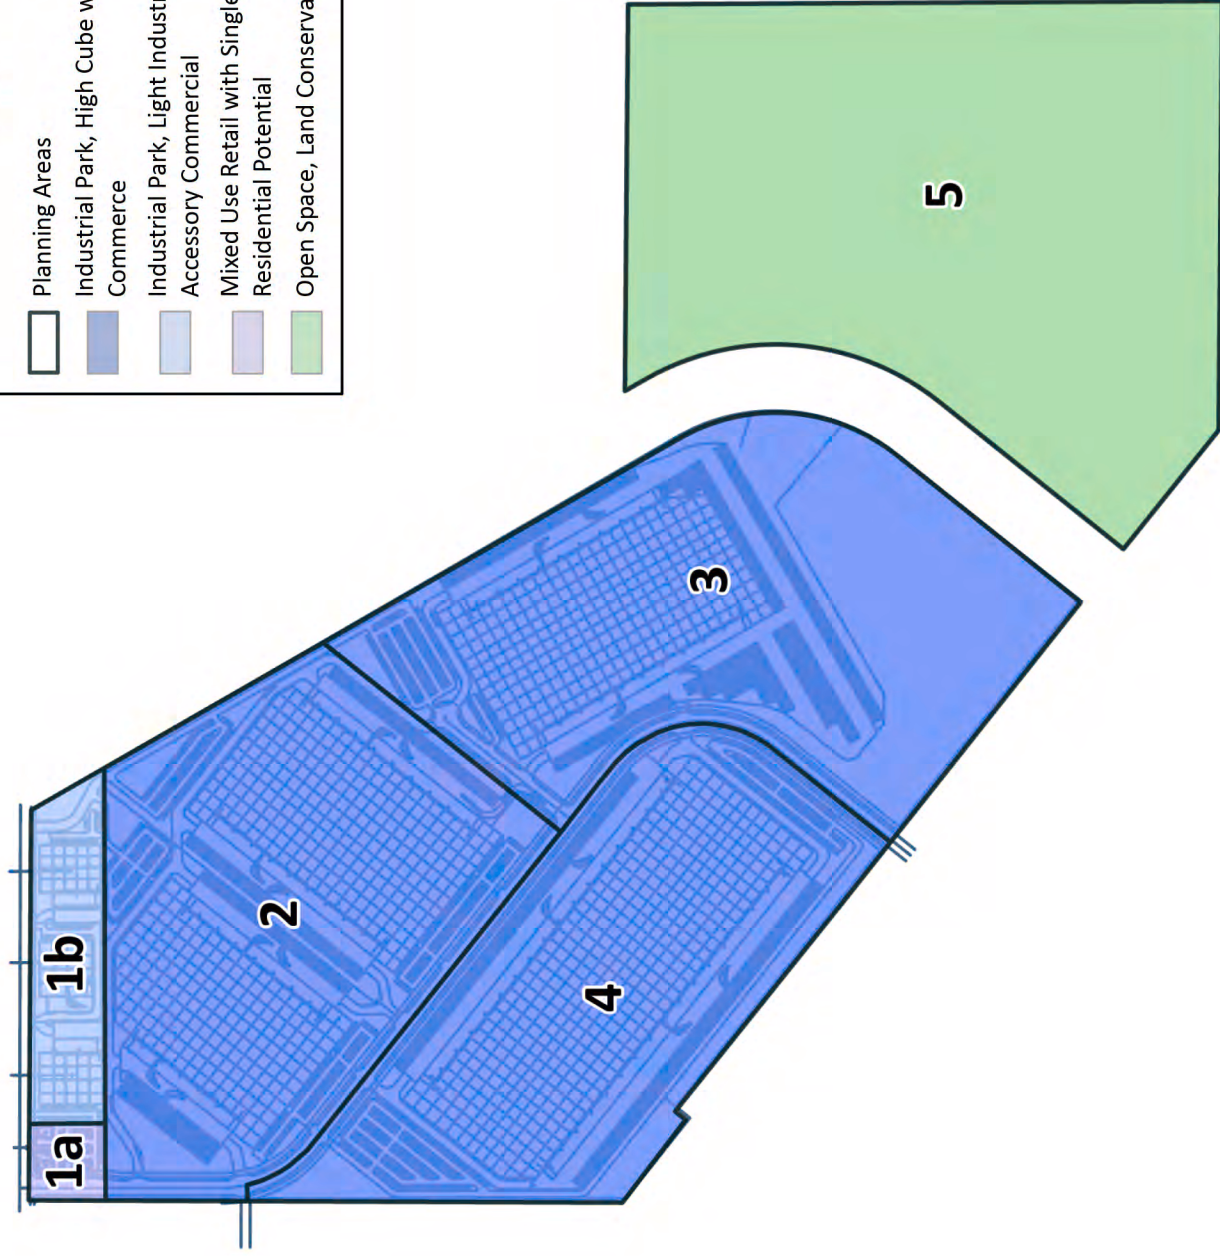 Planning Areas
Industrial Park, High Cube w
Commerce
Industrial Park, Light Industr
Accessory Commercial
Mixed Use Retail with Single
Residential Potential
Open Space, Land Conserva
1a
1b
2
4
3
5